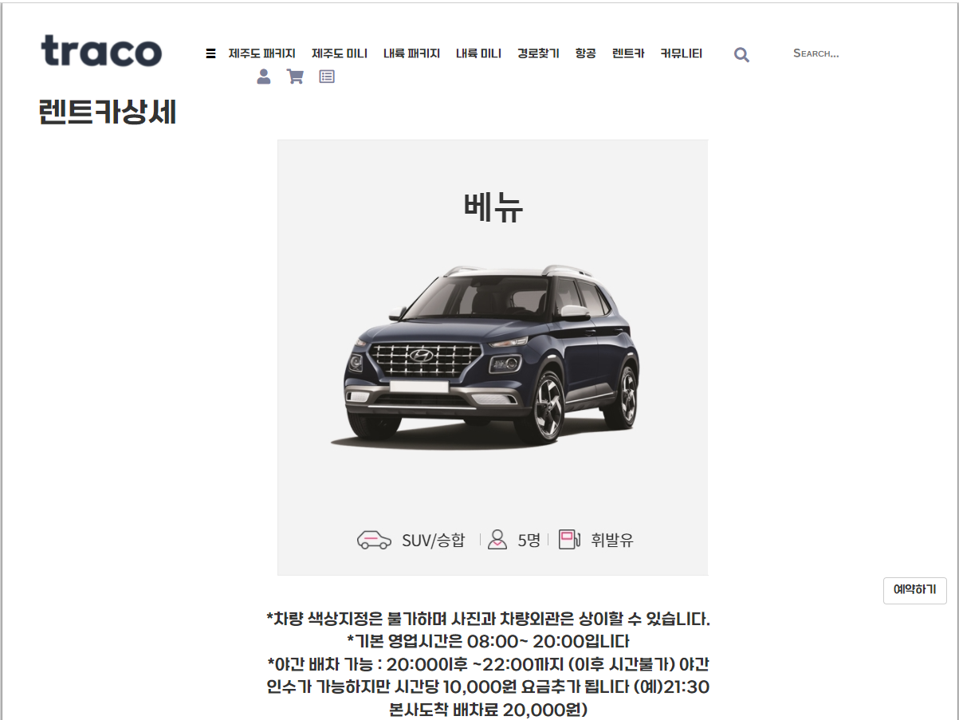 traco
제주도 패키지 제주도 미니 내륙 패키지 내륙 미니 경로찾기 항공 렌트카 커뮤니티 Search...
렌트카상세
베뉴
SUV/승합 | 5명 | 휘발유
예약하기
*차량 색상지정은 불가하며 사진과 차량외관은 상이할 수 있습니다.
*기본 영업시간은 08:00~ 20:00입니다
*야간 배차 가능 : 20:00이후 ~22:00까지 (이후 시간불가) 야간
인수가 가능하지만 시간당 10,000원 요금추가 됩니다 (예)21:30
본사도착 배차료 20,000원)